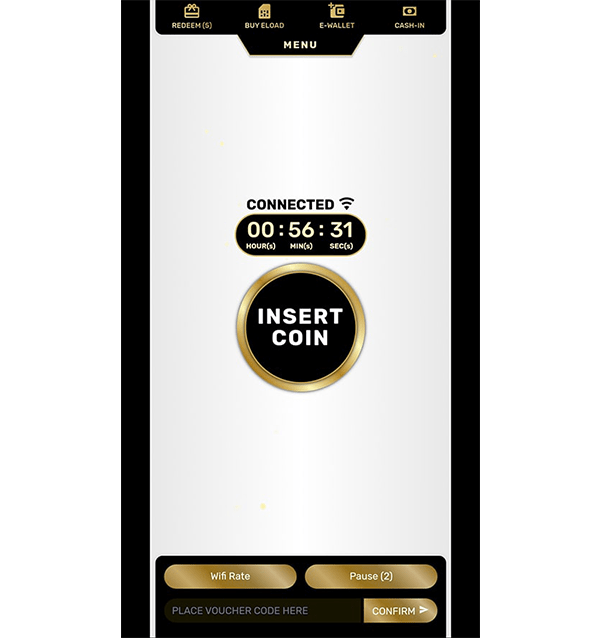 REDEEM (5) BUY ELOAD E-WALLET CASH-IN
MENU
CONNECTED
00 : 56 : 31
HOUR(s) MIN(s) SEC(s)
INSERT
COIN
Wifi Rate Pause (2)
PLACE VOUCHER CODE HERE CONFIRM